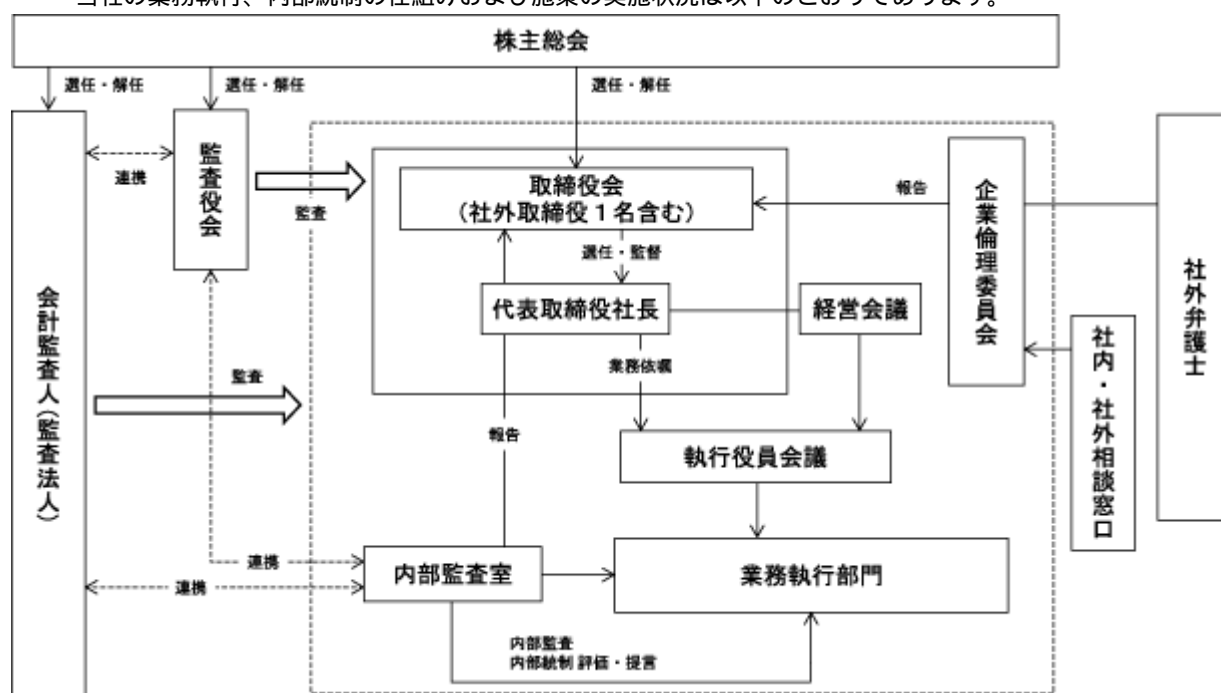 当社の業務執行、内部統制の仕組みおよび施策の実施状況は以下のとおりであります。
株主総会
選任・解任
選任・解任
選任・解任
会計監査人(監査法人)
連携
監査役会
監査
取締役会
(社外取締役１名含む)
報告
企業倫理委員会
社外弁護士
選任・監督
代表取締役社長
経営会議
社内・社外相談窓口
業務依嘱
監査
報告
執行役員会議
連携
連携
内部監査室
業務執行部門
内部監査
内部統制 評価・提言